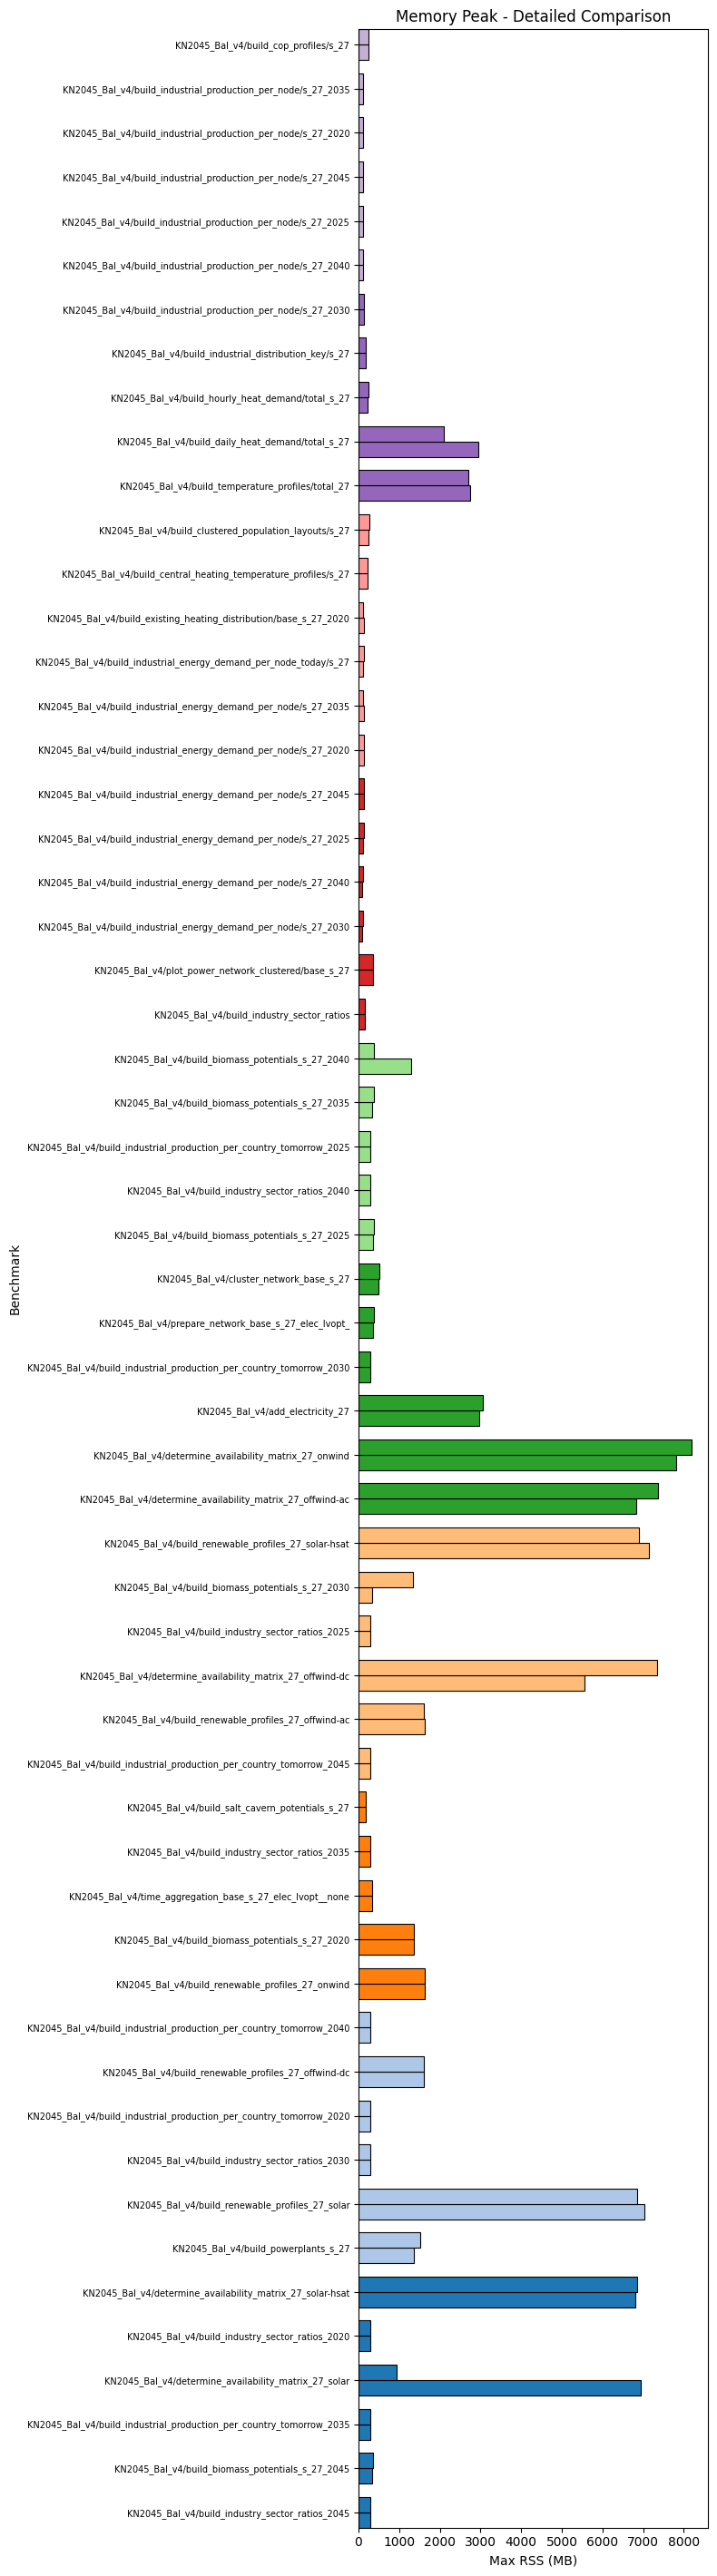 Memory Peak - Detailed Comparison
KN2045_Bal_v4/build_cop_profiles/s_27
KN2045_Bal_v4/build_industrial_production_per_node/s_27_2035
KN2045_Bal_v4/build_industrial_production_per_node/s_27_2020
KN2045_Bal_v4/build_industrial_production_per_node/s_27_2045
KN2045_Bal_v4/build_industrial_production_per_node/s_27_2025
KN2045_Bal_v4/build_industrial_production_per_node/s_27_2040
KN2045_Bal_v4/build_industrial_production_per_node/s_27_2030
KN2045_Bal_v4/build_industrial_distribution_key/s_27
KN2045_Bal_v4/build_hourly_heat_demand/total_s_27
KN2045_Bal_v4/build_daily_heat_demand/total_s_27
KN2045_Bal_v4/build_temperature_profiles/total_27
KN2045_Bal_v4/build_clustered_population_layouts/s_27
KN2045_Bal_v4/build_central_heating_temperature_profiles/s_27
KN2045_Bal_v4/build_existing_heating_distribution/base_s_27_2020
KN2045_Bal_v4/build_industrial_energy_demand_per_node_today/s_27
KN2045_Bal_v4/build_industrial_energy_demand_per_node/s_27_2035
KN2045_Bal_v4/build_industrial_energy_demand_per_node/s_27_2020
KN2045_Bal_v4/build_industrial_energy_demand_per_node/s_27_2045
KN2045_Bal_v4/build_industrial_energy_demand_per_node/s_27_2025
KN2045_Bal_v4/build_industrial_energy_demand_per_node/s_27_2040
KN2045_Bal_v4/build_industrial_energy_demand_per_node/s_27_2030
KN2045_Bal_v4/plot_power_network_clustered/base_s_27
KN2045_Bal_v4/build_industry_sector_ratios
KN2045_Bal_v4/build_biomass_potentials_s_27_2040
KN2045_Bal_v4/build_biomass_potentials_s_27_2035
KN2045_Bal_v4/build_industrial_production_per_country_tomorrow_2025
KN2045_Bal_v4/build_industry_sector_ratios_2040
KN2045_Bal_v4/build_biomass_potentials_s_27_2025
KN2045_Bal_v4/cluster_network_base_s_27
KN2045_Bal_v4/prepare_network_base_s_27_elec_lvopt_
KN2045_Bal_v4/build_industrial_production_per_country_tomorrow_2030
KN2045_Bal_v4/add_electricity_27
KN2045_Bal_v4/determine_availability_matrix_27_onwind
KN2045_Bal_v4/determine_availability_matrix_27_offwind-ac
KN2045_Bal_v4/build_renewable_profiles_27_solar-hsat
KN2045_Bal_v4/build_biomass_potentials_s_27_2030
KN2045_Bal_v4/build_industry_sector_ratios_2025
KN2045_Bal_v4/determine_availability_matrix_27_offwind-dc
KN2045_Bal_v4/build_renewable_profiles_27_offwind-ac
KN2045_Bal_v4/build_industrial_production_per_country_tomorrow_2045
KN2045_Bal_v4/build_salt_cavern_potentials_s_27
KN2045_Bal_v4/build_industry_sector_ratios_2035
KN2045_Bal_v4/time_aggregation_base_s_27_elec_lvopt__none
KN2045_Bal_v4/build_biomass_potentials_s_27_2020
KN2045_Bal_v4/build_renewable_profiles_27_onwind
KN2045_Bal_v4/build_industrial_production_per_country_tomorrow_2040
KN2045_Bal_v4/build_renewable_profiles_27_offwind-dc
KN2045_Bal_v4/build_industrial_production_per_country_tomorrow_2020
KN2045_Bal_v4/build_industry_sector_ratios_2030
KN2045_Bal_v4/build_renewable_profiles_27_solar
KN2045_Bal_v4/build_powerplants_s_27
KN2045_Bal_v4/determine_availability_matrix_27_solar-hsat
KN2045_Bal_v4/build_industry_sector_ratios_2020
KN2045_Bal_v4/determine_availability_matrix_27_solar
KN2045_Bal_v4/build_industrial_production_per_country_tomorrow_2035
KN2045_Bal_v4/build_biomass_potentials_s_27_2045
KN2045_Bal_v4/build_industry_sector_ratios_2045
Benchmark
0 1000 2000 3000 4000 5000 6000 7000 8000
Max RSS (MB)